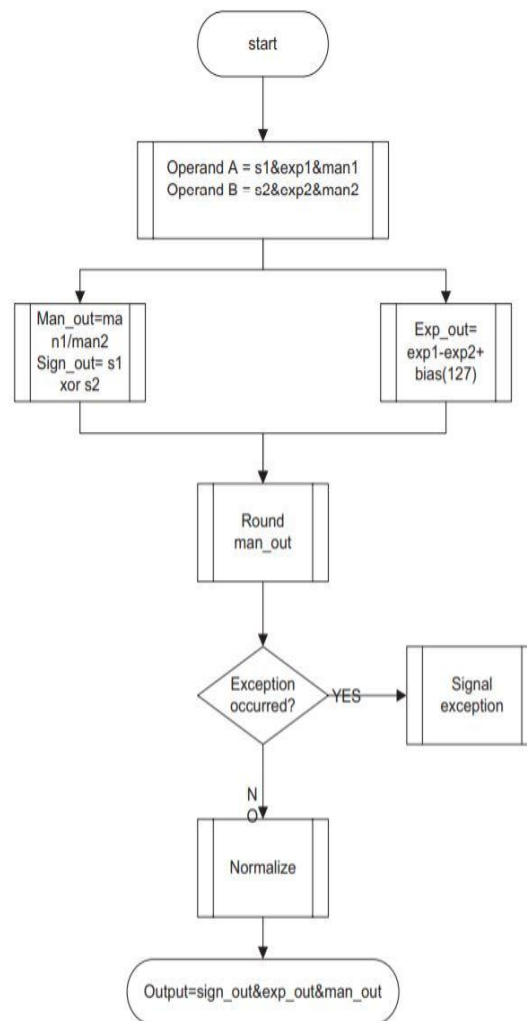 start
Operand A = s1&exp1&man1
Operand B = s2&exp2&man2
Man_out=ma
n1/man2
Sign_out= s1
xor s2
Exp_out=
exp1-exp2+
bias(127)
Round
man_out
Exception
occurred?
YES
Signal
exception
N
O
Normalize
Output=sign_out&exp_out&man_out